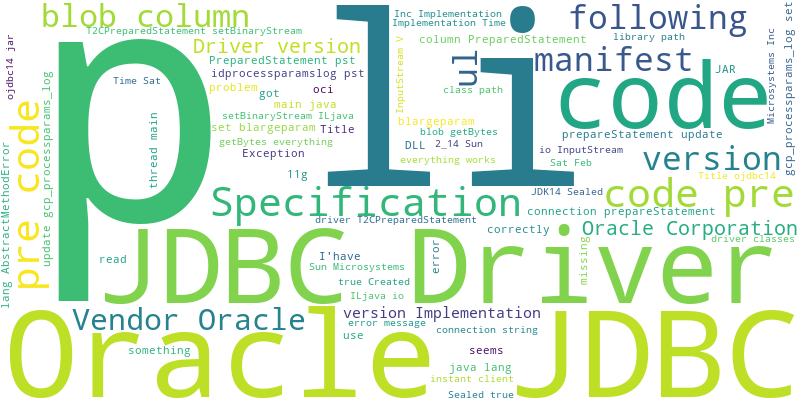 blob column
T2CPreparedStatement setBinaryStream
Inc Implementation
Implementation Time
following
library path
Driver version
column PreparedStatement
PreparedStatement pst
idprocessparamslog pst
Time Sat
oci
problem
got
main java
setBinaryStream ILjava
set blargeparam
Title
getBytes everything
Exception
11g
thread main
p
li
ul
InputStream V
class path
blargeparam
blob getBytes
DLL
2_14 Sun
everything works
manifest
JAR
code
prepareStatement update
io InputStream
Sat Feb
version
Title ojdbc14
Microsystems Inc
gcp_processparams_log set
ojdbc14 jar
pre code
update gcp_processparams_log
lang AbstractMethodError
Specification
driver T2CPreparedStatement
JDK14 Sealed
code pre
connection prepareStatement
correctly
Oracle Corporation
driver classes
JDBC Driver
read
I'have
Sun Microsystems
true Created
ILjava io
error
missing
Vendor Oracle
version Implementation
error message
connection string
use
something
seems
java lang
instant client
Sealed true
Oracle JDBC